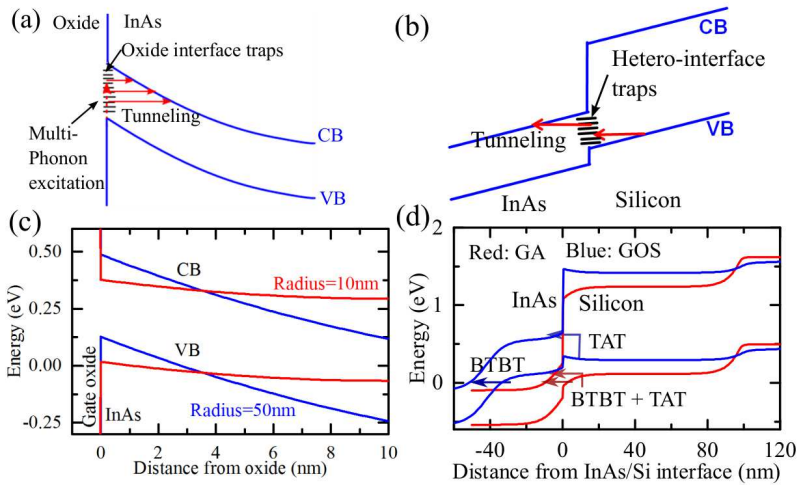 (a)
Oxide
InAs
Oxide interface traps
Tunneling
Multi-
Phonon
excitation
CB
VB
(b)
CB
Hetero-interface
traps
VB
Tunneling
InAs
Silicon
(c)
Energy (eV)
0.50
0.25
0.00
-0.25
CB
Radius=10nm
VB
Radius=50nm
Gate oxide
InAs
0 2 4 6 8 10
Distance from oxide (nm)
(d)
Energy (eV)
2
1
0
Red: GA
Blue: GOS
InAs
Silicon
TAT
BTBT
BTBT + TAT
-60 -40 0 40 80 120
Distance from InAs/Si interface (nm)